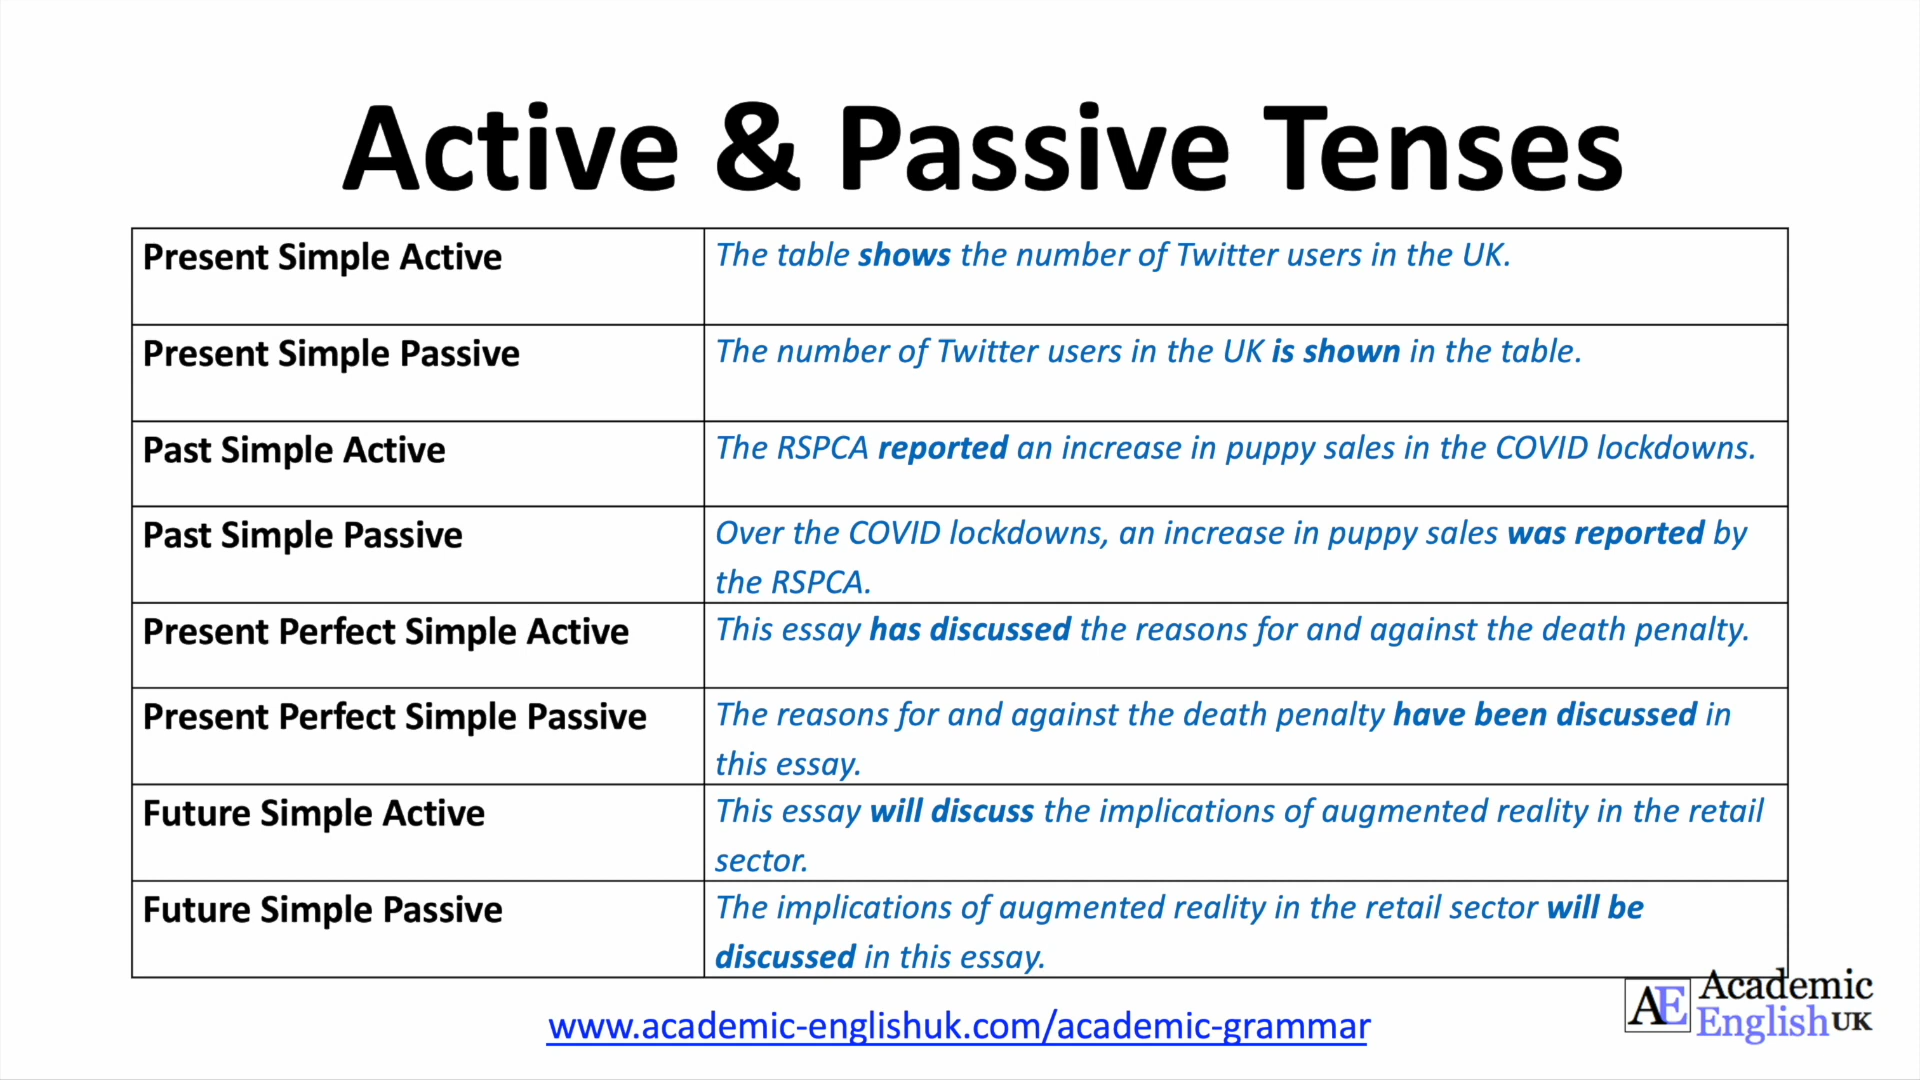 Active & Passive Tenses
Present Simple Active
The table shows the number of Twitter users in the UK.
Present Simple Passive
The number of Twitter users in the UK is shown in the table.
Past Simple Active
The RSPCA reported an increase in puppy sales in the COVID lockdowns.
Past Simple Passive
Over the COVID lockdowns, an increase in puppy sales was reported by
the RSPCA.
Present Perfect Simple Active
This essay has discussed the reasons for and against the death penalty.
Present Perfect Simple Passive
The reasons for and against the death penalty have been discussed in
this essay.
Future Simple Active
This essay will discuss the implications of augmented reality in the retail
sector.
Future Simple Passive
The implications of augmented reality in the retail sector will be
discussed in this essay.
www.academic-englishuk.com/academic-grammar
AE
Academic
English UK